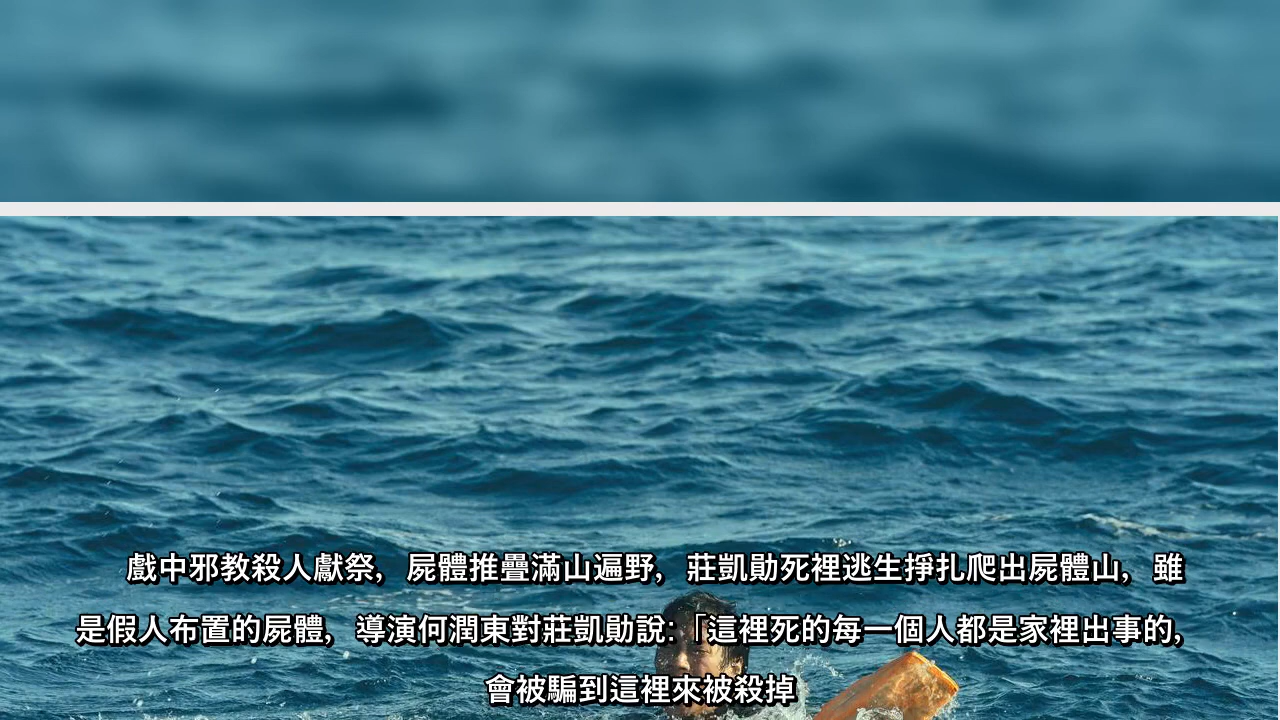 戲中邪教殺人獻祭，屍體推疊滿山遍野，莊凱勛死裡逃生掙扎爬出屍體山，雖
是假人布置的屍體，導演何潤東對莊凱勛說：「這裡死的每一個人都是家裡出事的，
會被騙到這裡來被殺掉